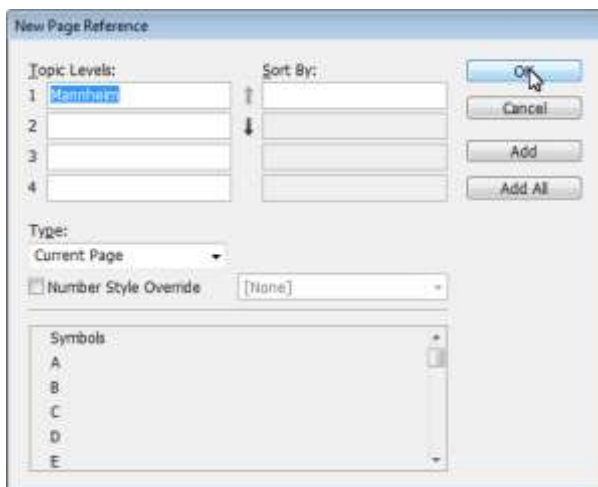 New Page Reference
Topic Levels: Sort By:
1 Mannheim
2
3
4
OK
Cancel
Add
Add All
Type:
Current Page
Number Style Override [None]
Symbols
A
B
C
D
E